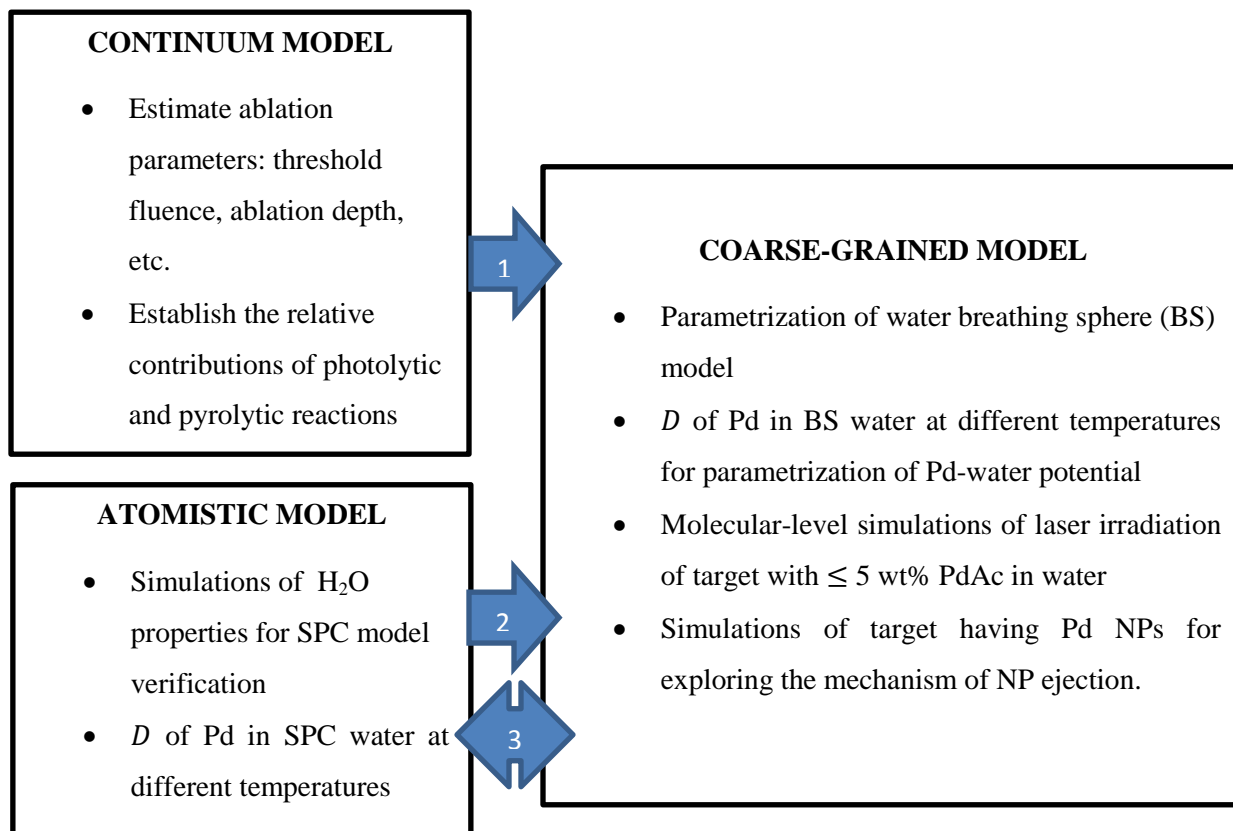 CONTINUUM MODEL
• Estimate ablation
parameters: threshold
fluence, ablation depth,
etc.
• Establish the relative
contributions of photolytic
and pyrolytic reactions
1
ATOMISTIC MODEL
• Simulations of H₂O
properties for SPC model
verification
• D of Pd in SPC water at
different temperatures
2
3
COARSE-GRAINED MODEL
• Parametrization of water breathing sphere (BS)
model
• D of Pd in BS water at different temperatures
for parametrization of Pd-water potential
• Molecular-level simulations of laser irradiation
of target with ≤ 5 wt% PdAc in water
• Simulations of target having Pd NPs for
exploring the mechanism of NP ejection.